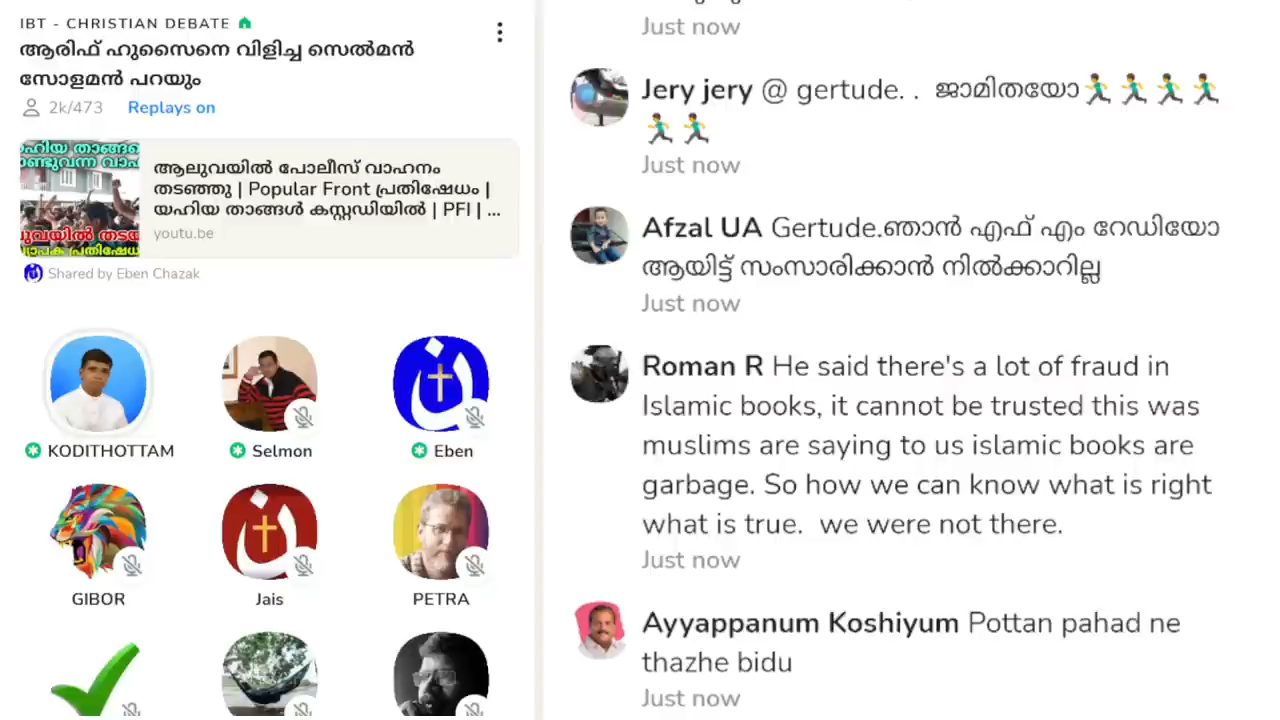 IBT - CHRISTIAN DEBATE
ആരിഫ് ഹുസൈനെ വിളിച്ച സെൽമൻ
സോളമൻ പറയും
2k/473 Replays on
ആലുവയിൽ പോലീസ് വാഹനം
തടഞ്ഞു | Popular Front പ്രതിഷേധം |
യഹിയ താങ്ങൾ കസ്റ്റഡിയിൽ | PFI | ...
youtu.be
Shared by Eben Chazak
KODITHOTTAM
Selmon
Eben
GIBOR
Jais
PETRA
Just now
Jery jery @ gertude. . ജാമിതയോ🏃‍♂️🏃‍♂️🏃‍♂️🏃‍♂️
🏃‍♂️🏃‍♂️
Just now
Afzal UA Gertude.ഞാൻ എഫ് എം റേഡിയോ
ആയിട്ട് സംസാരിക്കാൻ നിൽക്കാറില്ല
Just now
Roman R He said there's a lot of fraud in
Islamic books, it cannot be trusted this was
muslims are saying to us islamic books are
garbage. So how we can know what is right
what is true. we were not there.
Just now
Ayyappanum Koshiyum Pottan pahad ne
thazhe bidu
Just now